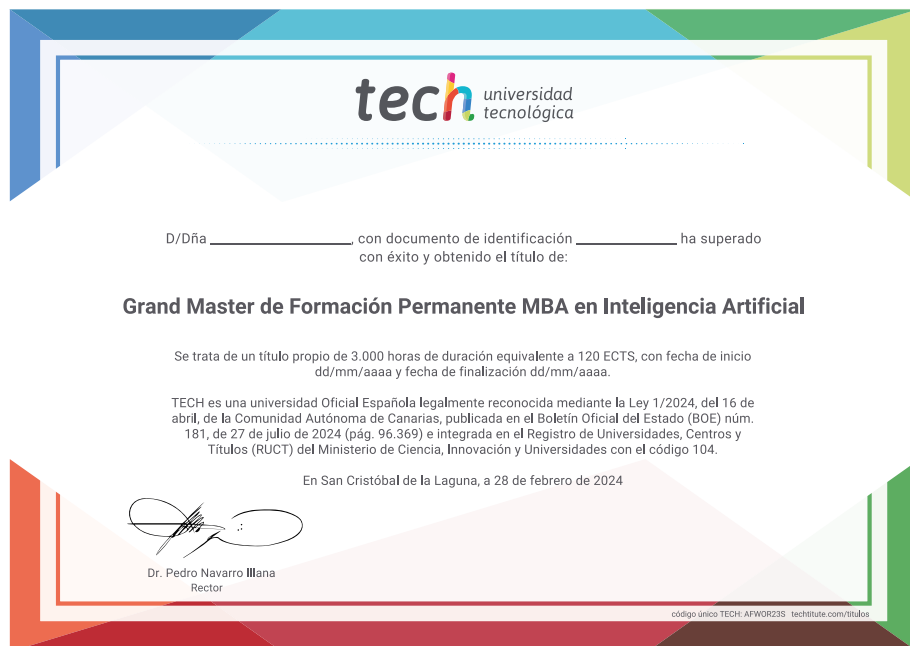 tech universidad
tecnológica
D/Dña ________________, con documento de identificación ____________ ha superado
con éxito y obtenido el título de:
Grand Master de Formación Permanente MBA en Inteligencia Artificial
Se trata de un título propio de 3.000 horas de duración equivalente a 120 ECTS, con fecha de inicio
dd/mm/aaaa y fecha de finalización dd/mm/aaaa.
TECH es una universidad Oficial Española legalmente reconocida mediante la Ley 1/2024, del 16 de
abril, de la Comunidad Autónoma de Canarias, publicada en el Boletín Oficial del Estado (BOE) núm.
181, de 27 de julio de 2024 (pág. 96.369) e integrada en el Registro de Universidades, Centros y
Títulos (RUCT) del Ministerio de Ciencia, Innovación y Universidades con el código 104.
En San Cristóbal de la Laguna, a 28 de febrero de 2024
Dr. Pedro Navarro Illana
Rector
código único TECH: AFWOR23S techtitute.com/titulos